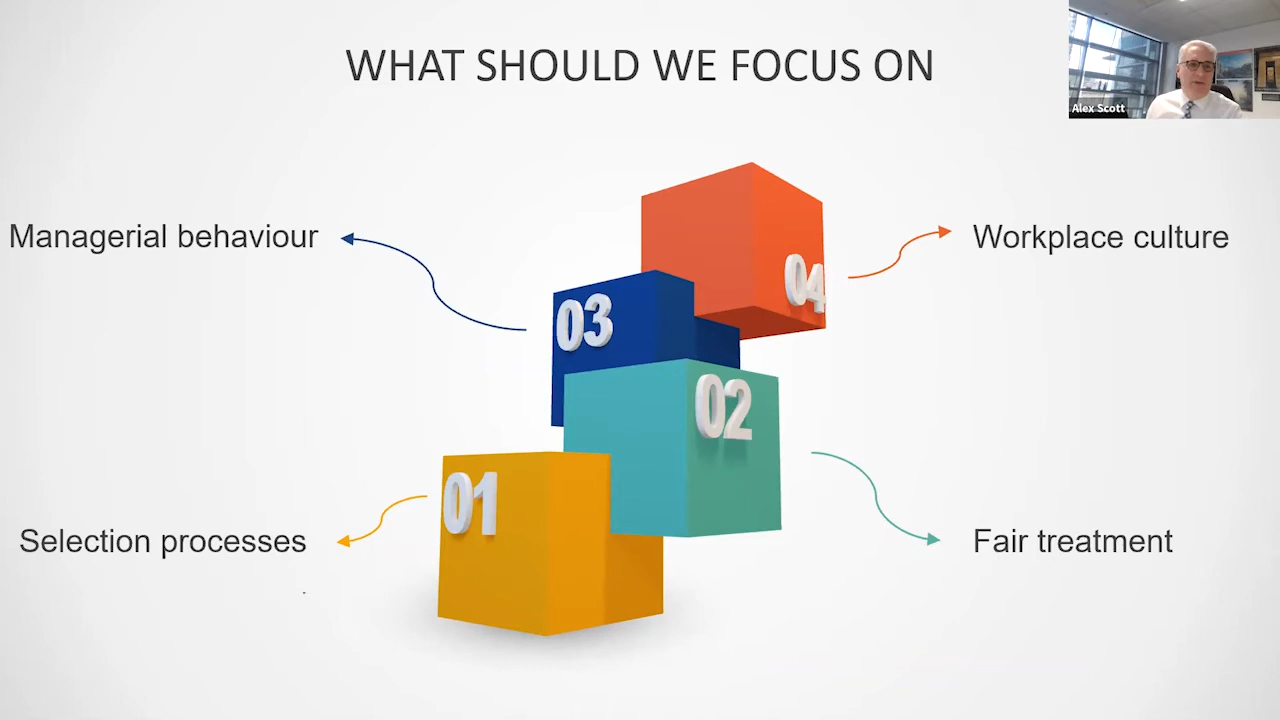 WHAT SHOULD WE FOCUS ON
Alex Scott
Managerial behaviour
Workplace culture
04
03
02
01
Selection processes
Fair treatment